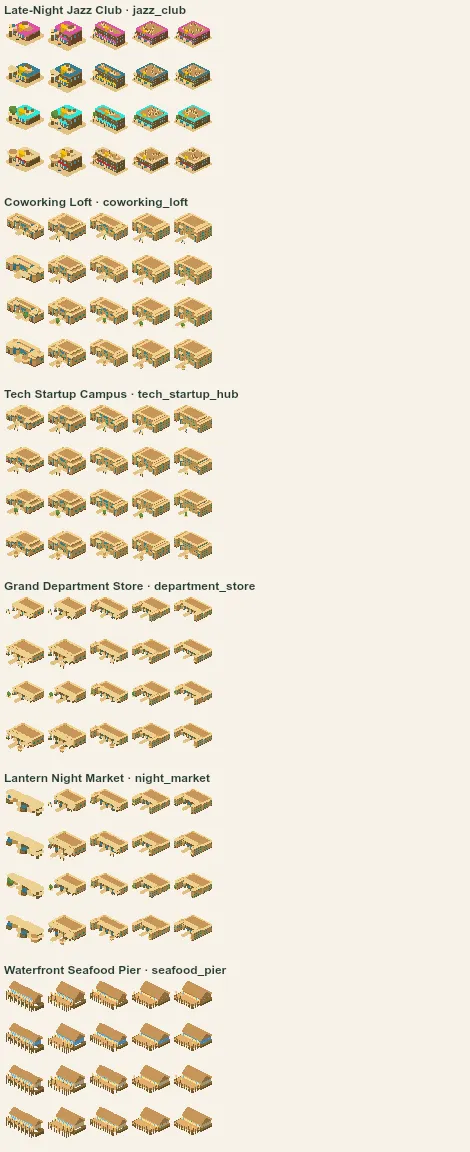 Late-Night Jazz Club · jazz_club
Coworking Loft · coworking_loft
Tech Startup Campus · tech_startup_hub
Grand Department Store · department_store
Lantern Night Market · night_market
Waterfront Seafood Pier · seafood_pier